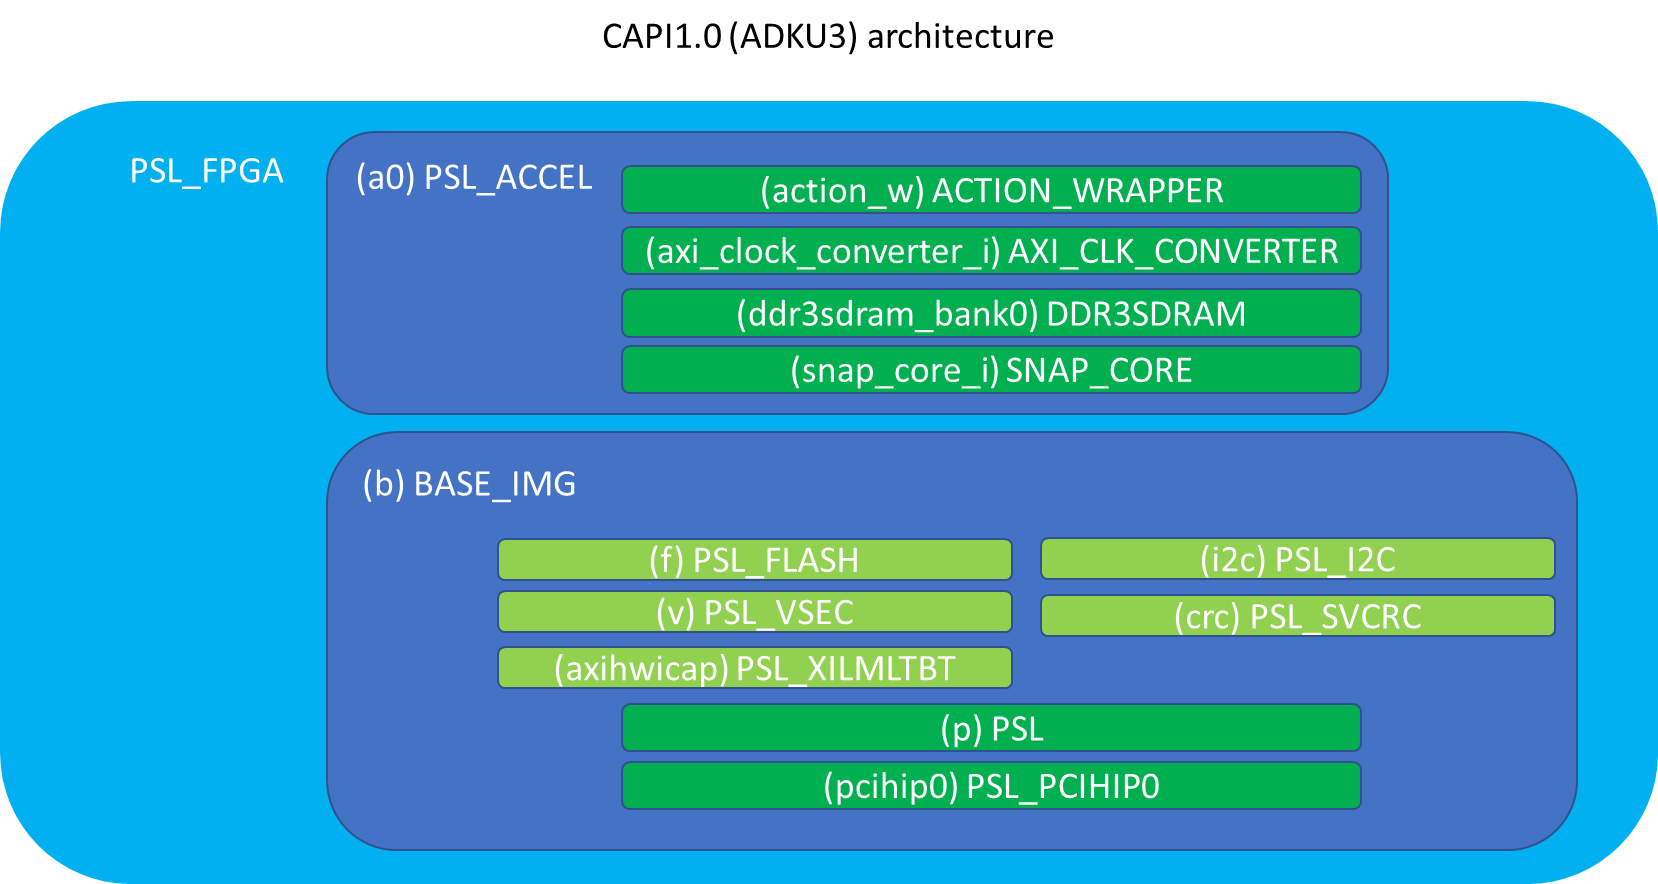 CAPI1.0 (ADKU3) architecture
PSL_FPGA
(a0) PSL_ACCEL
(action_w) ACTION_WRAPPER
(axi_clock_converter_i) AXI_CLK_CONVERTER
(ddr3sdram_bank0) DDR3SDRAM
(snap_core_i) SNAP_CORE
(b) BASE_IMG
(f) PSL_FLASH
(i2c) PSL_I2C
(v) PSL_VSEC
(crc) PSL_SVCRC
(axihwicap) PSL_XILMLTBT
(p) PSL
(pcihip0) PSL_PCIHIP0